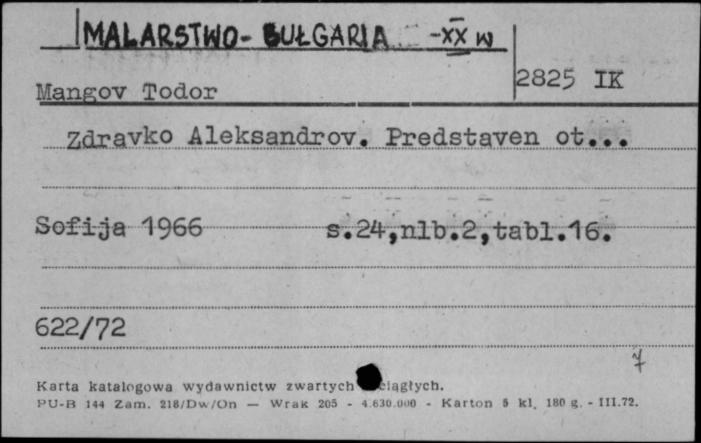 MALARSTWO - BUŁGARIA - XX w
2825 IK
Mangov Todor
Zdravko Aleksandrov. Predstaven ot...
Sofija 1966 s.24,nlb.2,tabl.16.
622/72
7
Karta katalogowa wydawnictw zwartych ciągłych.
PU-B 144 Zam. 218/Dw/On — Wrak 205 - 4.630.000 - Karton 5 kl, 180 g. - III.72.